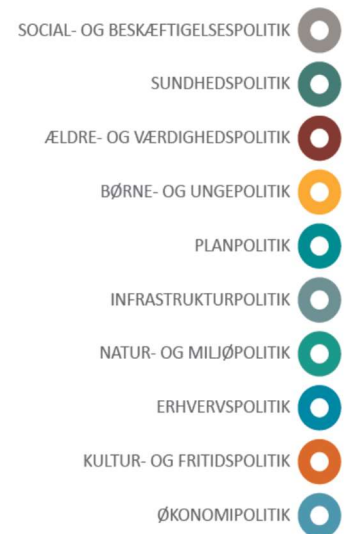 SOCIAL- OG BESKÆFTIGELSESPOLITIK
SUNDHEDSPOLITIK
ÆLDRE- OG VÆRDIGHEDSPOLITIK
BØRNE- OG UNGEPOLITIK
PLANPOLITIK
INFRASTRUKTURPOLITIK
NATUR- OG MILJØPOLITIK
ERHVERVSPOLITIK
KULTUR- OG FRITIDSPOLITIK
ØKONOMIPOLITIK